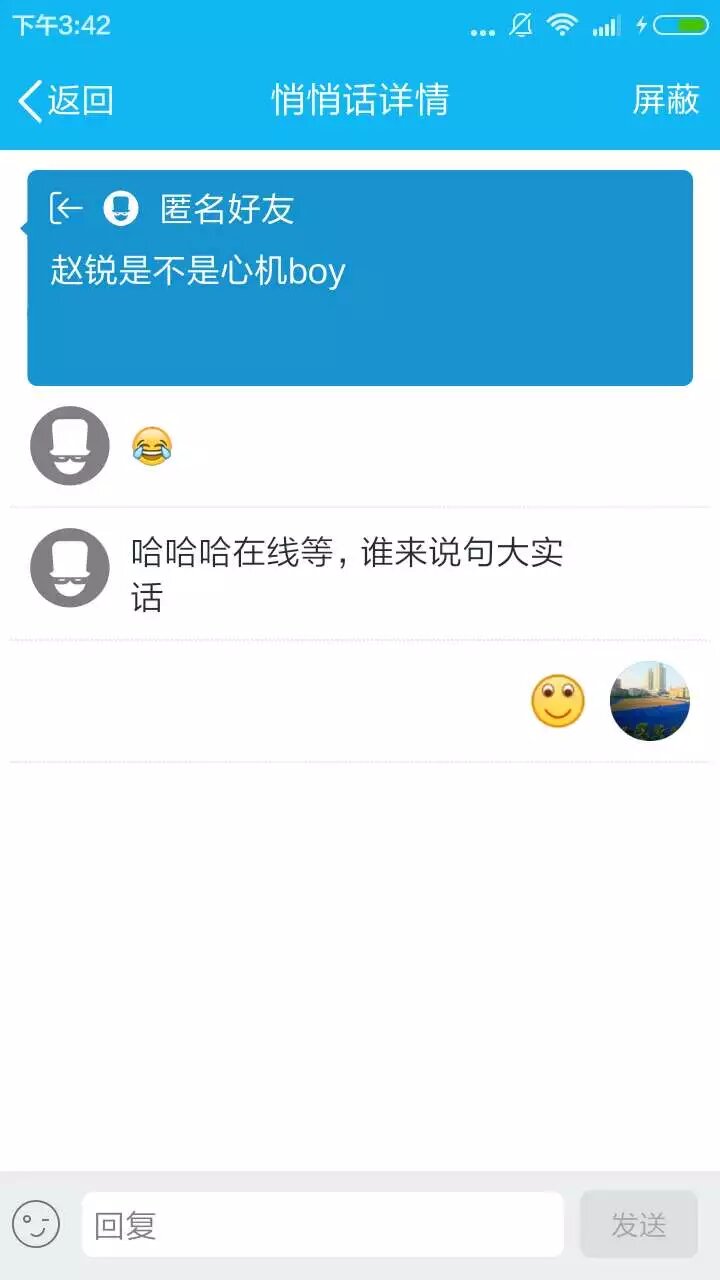 下午3:42
返回
悄悄话详情
屏蔽
匿名好友
赵锐是不是心机boy
😂
哈哈哈在线等，谁来说句大实
话
🙂
回复
发送